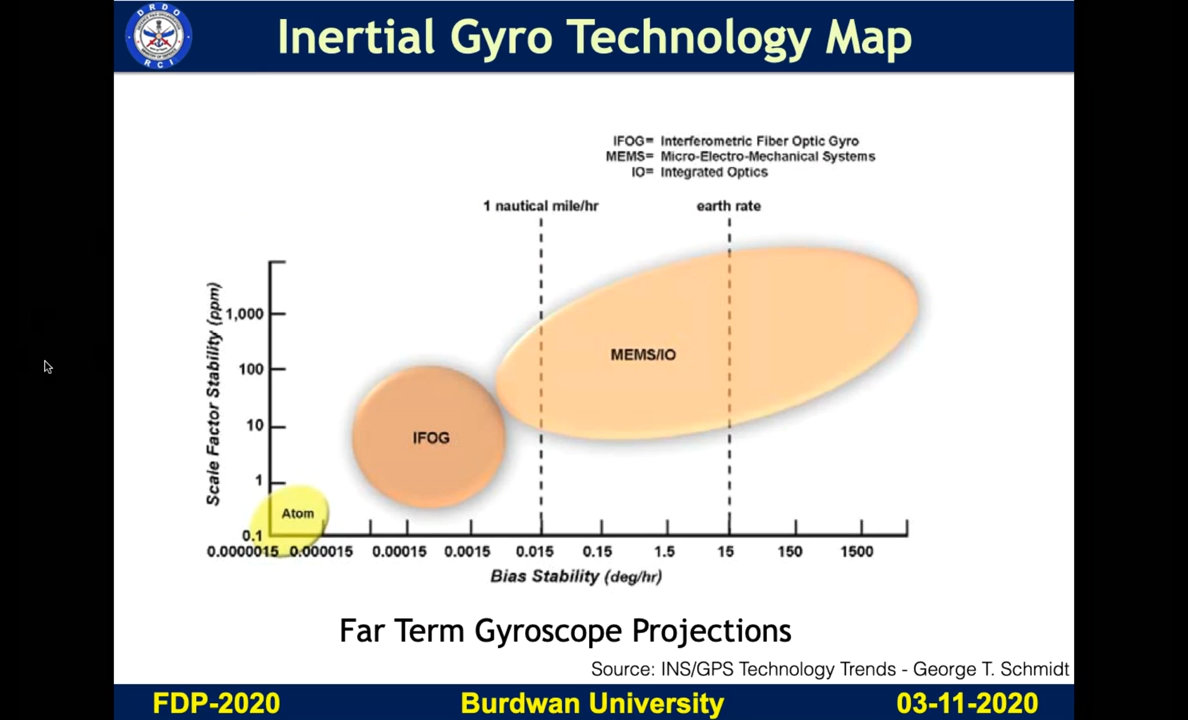 DRDO
RCI
Inertial Gyro Technology Map
IFOG= Interferometric Fiber Optic Gyro
MEMS= Micro-Electro-Mechanical Systems
IO= Integrated Optics
1 nautical mile/hr
earth rate
Scale Factor Stability (ppm)
1,000
100
10
1
0.1
MEMS/IO
IFOG
Atom
0.0000015 0.000015 0.00015 0.0015 0.015 0.15 1.5 15 150 1500
Bias Stability (deg/hr)
Far Term Gyroscope Projections
Source: INS/GPS Technology Trends - George T. Schmidt
FDP-2020 Burdwan University 03-11-2020